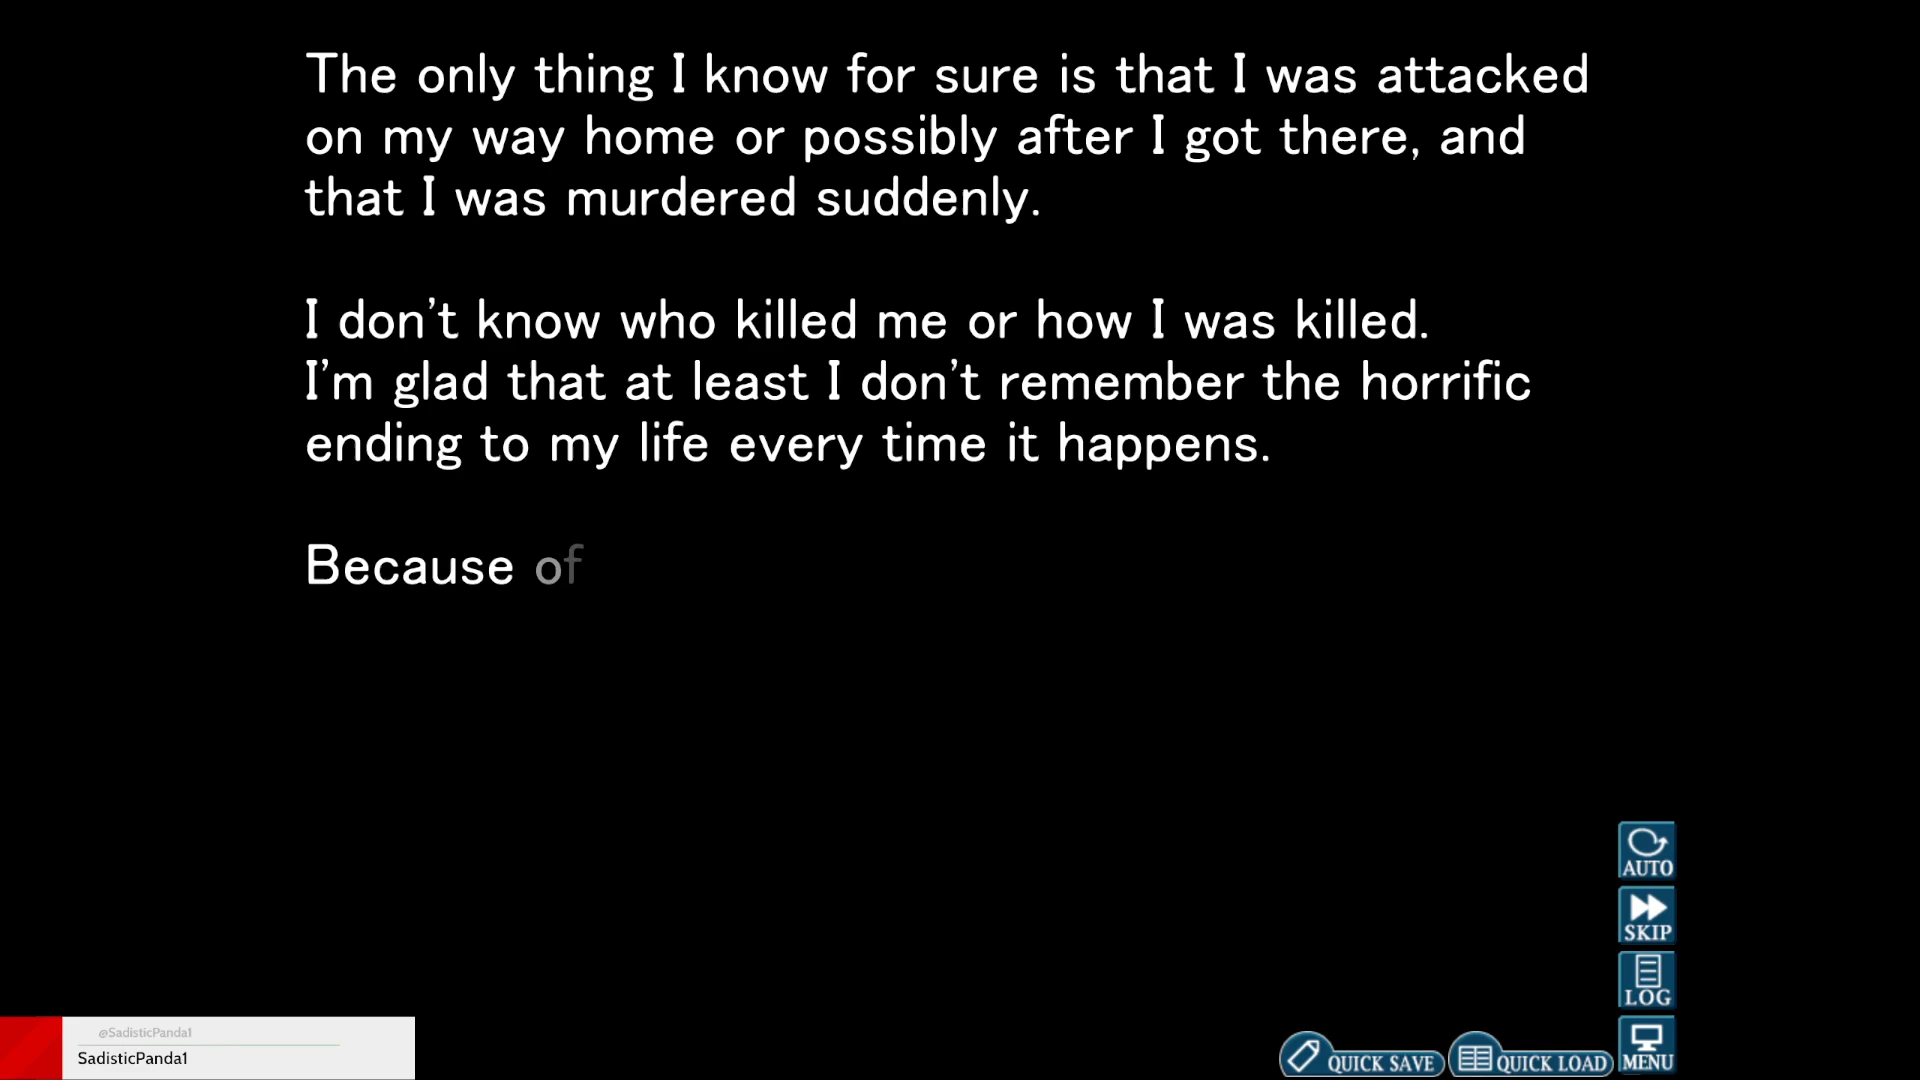 The only thing I know for sure is that I was attacked
on my way home or possibly after I got there, and
that I was murdered suddenly.
I don't know who killed me or how I was killed.
I'm glad that at least I don't remember the horrific
ending to my life every time it happens.
Because of
AUTO
SKIP
LOG
MENU
QUICK SAVE
QUICK LOAD
@SadisticPanda1
SadisticPanda1